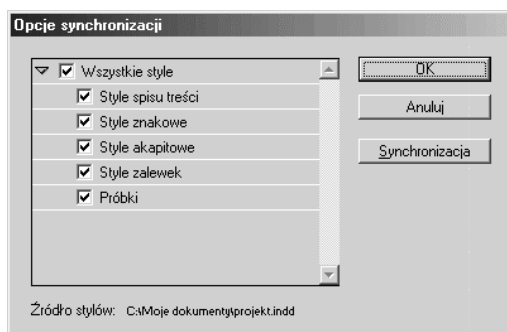 Opcje synchronizacji
Wszystkie style
Style spisu treści
Style znakowe
Style akapitowe
Style zalewek
Próbki
OK
Anuluj
Synchronizacja
Źródło stylów: C:\Moje dokumenty\projekt.indd